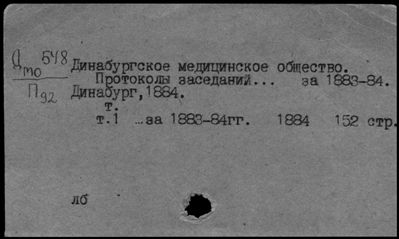 Д 548
мо
П92
Динабургское медицинское общество.
Протоколы заседаний... за 1883-84.
Динабург,1884.
т.
т.1 …за 1883-84гг. 1884 152 стр.
лб